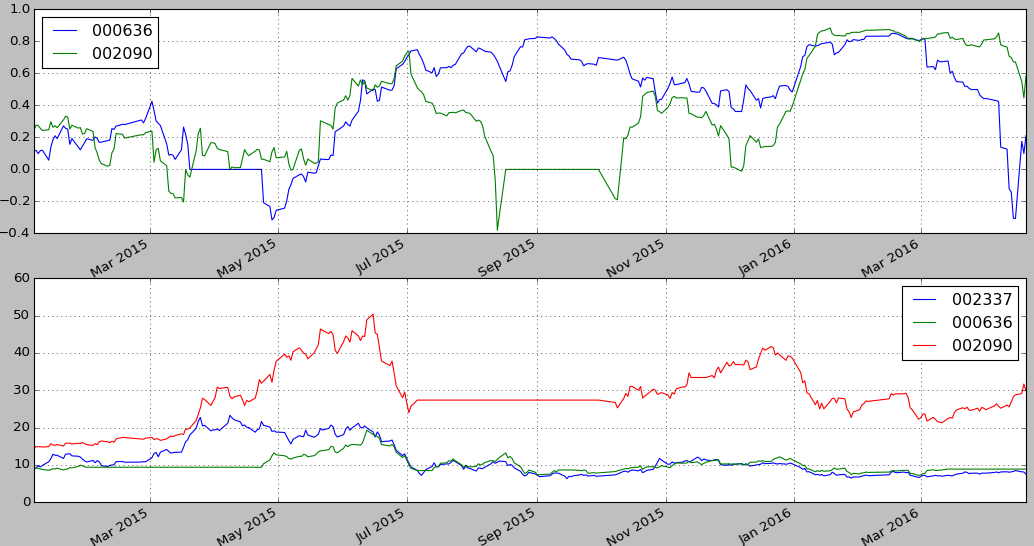 1.0
0.8
0.6
0.4
0.2
0.0
−0.2
−0.4
000636
002090
Mar 2015
May 2015
Jul 2015
Sep 2015
Nov 2015
Jan 2016
Mar 2016
60
50
40
30
20
10
0
002337
000636
002090
Mar 2015
May 2015
Jul 2015
Sep 2015
Nov 2015
Jan 2016
Mar 2016